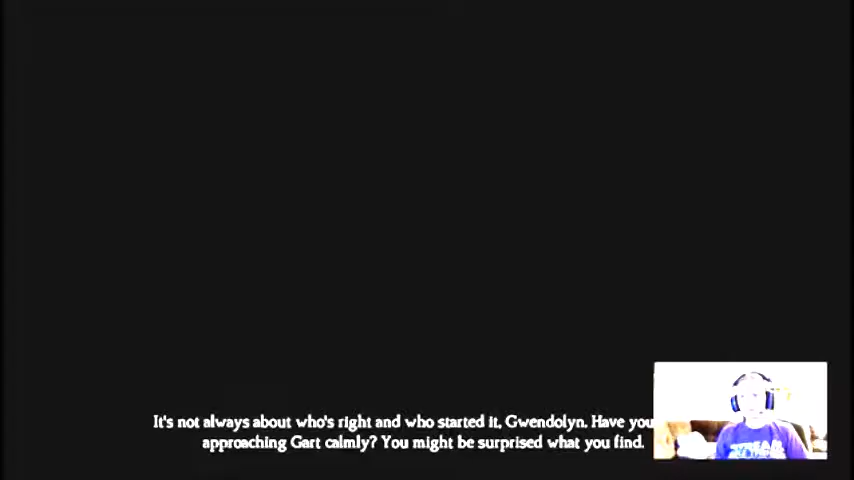 It's not always about who's right and who started it, Gwendolyn. Have you
approaching Gart calmly? You might be surprised what you find.